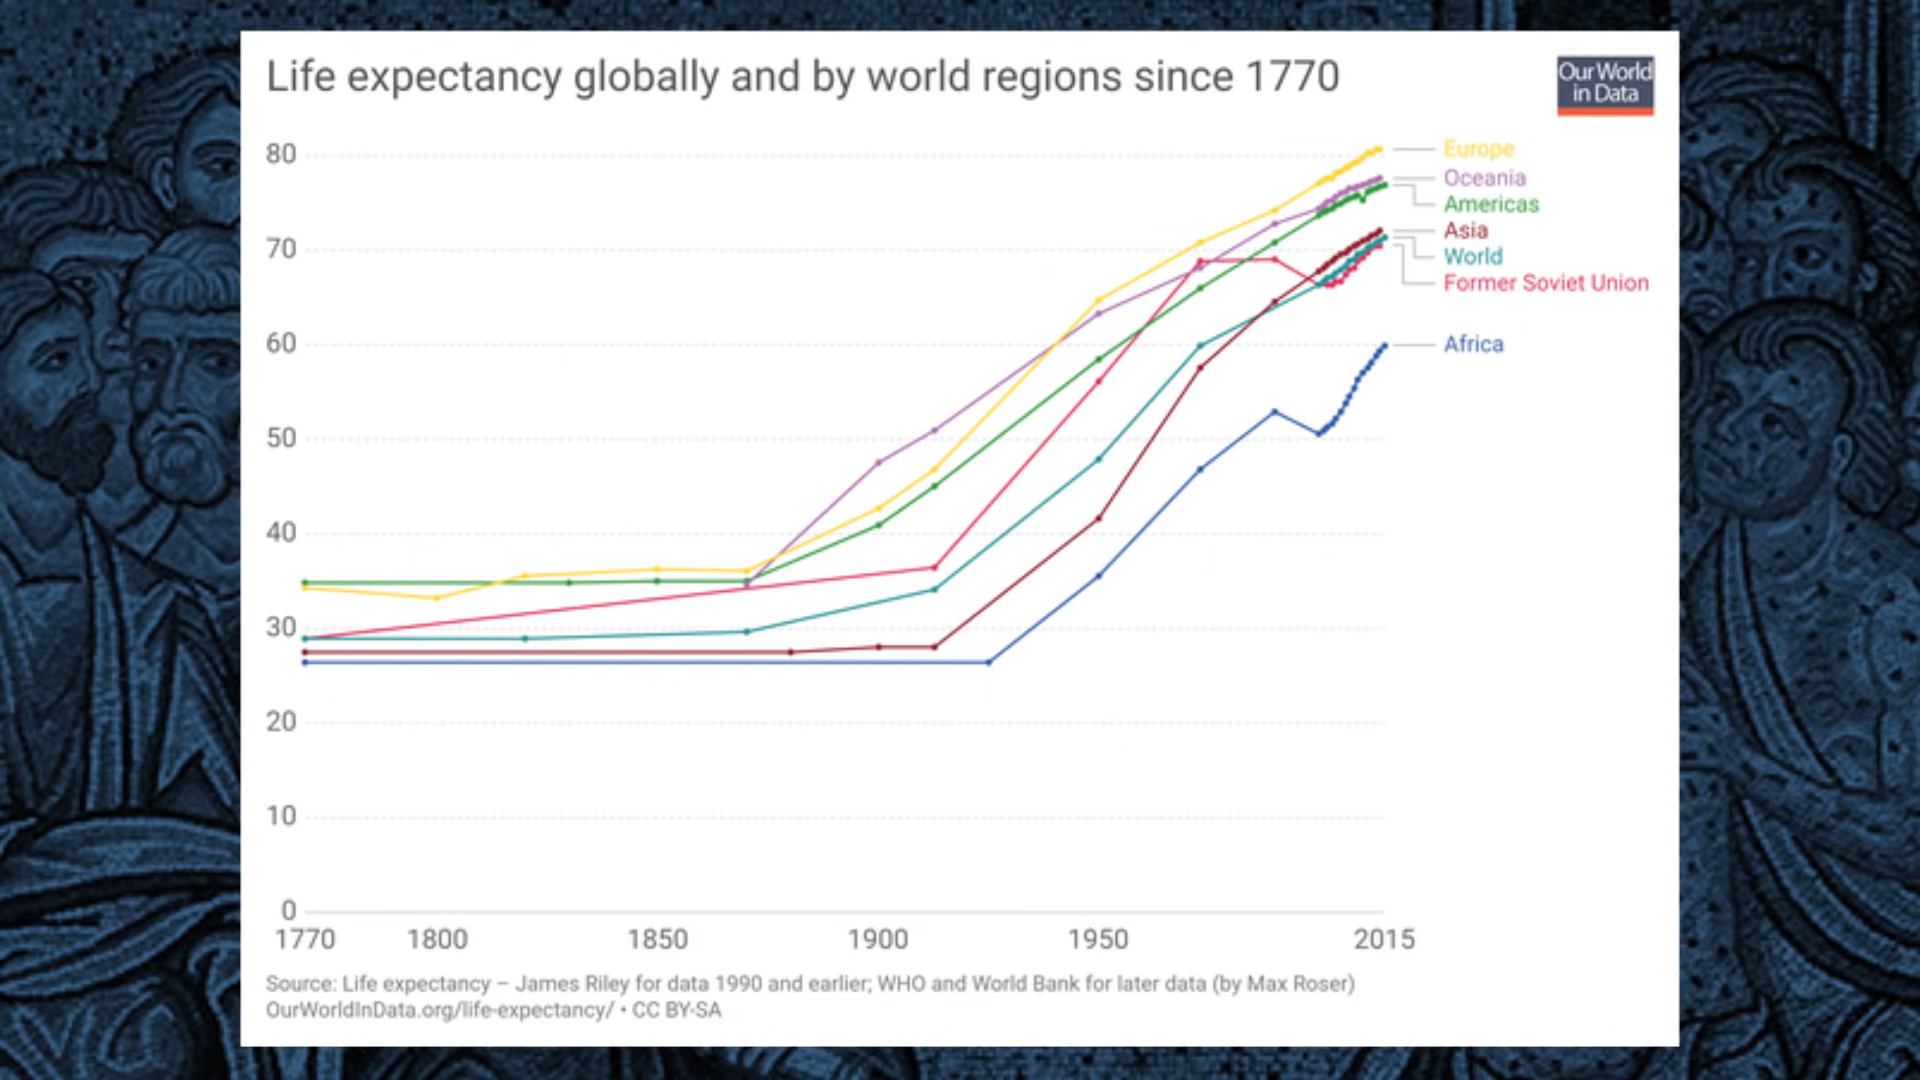 Life expectancy globally and by world regions since 1770
Our World
in Data
80
70
60
50
40
30
20
10
0
Europe
Oceania
Americas
Asia
World
Former Soviet Union
Africa
1770 1800 1850 1900 1950 2015
Source: Life expectancy – James Riley for data 1990 and earlier; WHO and World Bank for later data (by Max Roser)
OurWorldInData.org/life-expectancy/ • CC BY-SA